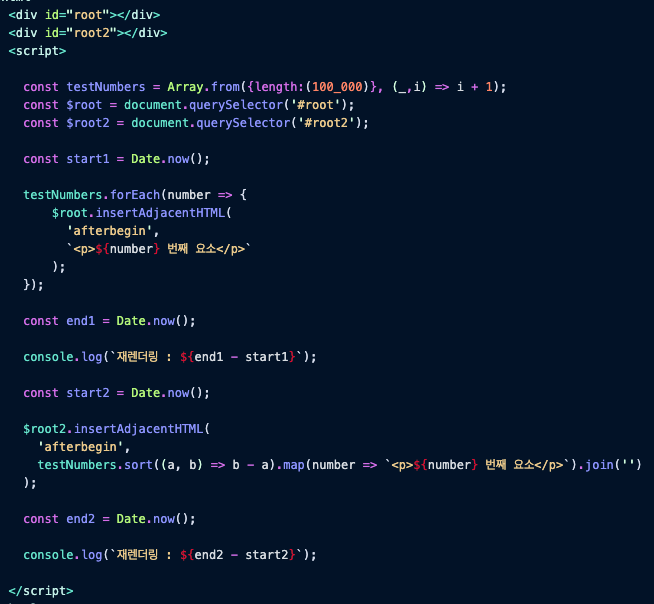 <div id="root"></div>
<div id="root2"></div>
<script>
const testNumbers = Array.from({length:(100_000)}, (_,i) => i + 1);
const $root = document.querySelector('#root');
const $root2 = document.querySelector('#root2');
const start1 = Date.now();
testNumbers.forEach(number => {
$root.insertAdjacentHTML(
'afterbegin',
`<p>${number} 번째 요소</p>`
);
});
const end1 = Date.now();
console.log(`재렌더링 : ${end1 - start1}`);
const start2 = Date.now();
$root2.insertAdjacentHTML(
'afterbegin',
testNumbers.sort((a, b) => b - a).map(number => `<p>${number} 번째 요소</p>`).join('')
);
const end2 = Date.now();
console.log(`재렌더링 : ${end2 - start2}`);
</script>